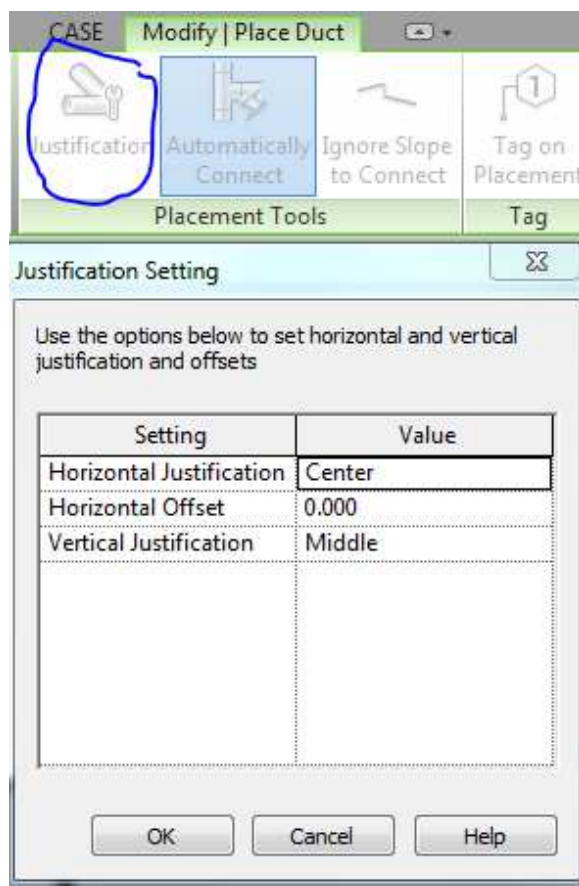 CASE Modify | Place Duct
Justification Automatically Ignore Slope Tag on
Connect to Connect Placement
Placement Tools Tag
1
Justification Setting
Use the options below to set horizontal and vertical
justification and offsets
Setting Value
Horizontal Justification Center
Horizontal Offset 0.000
Vertical Justification Middle
OK Cancel Help